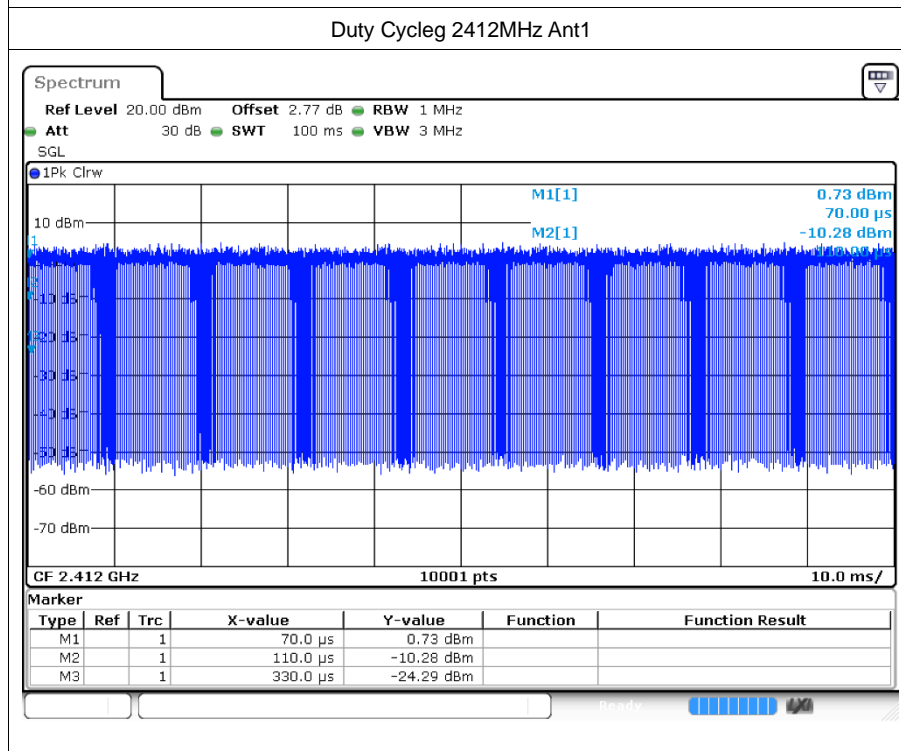 Duty Cycleg 2412MHz Ant1
Spectrum
Ref Level 20.00 dBm Offset 2.77 dB RBW 1 MHz
Att 30 dB SWT 100 ms VBW 3 MHz
SGL
1Pk Clrw
M1[1] 0.73 dBm
70.00 µs
10 dBm
M2[1] -10.28 dBm
-60 dBm
-70 dBm
CF 2.412 GHz 10001 pts 10.0 ms/
Marker
Type Ref Trc X-value Y-value Function Function Result
M1 1 70.0 µs 0.73 dBm
M2 1 110.0 µs -10.28 dBm
M3 1 330.0 µs -24.29 dBm
Ready